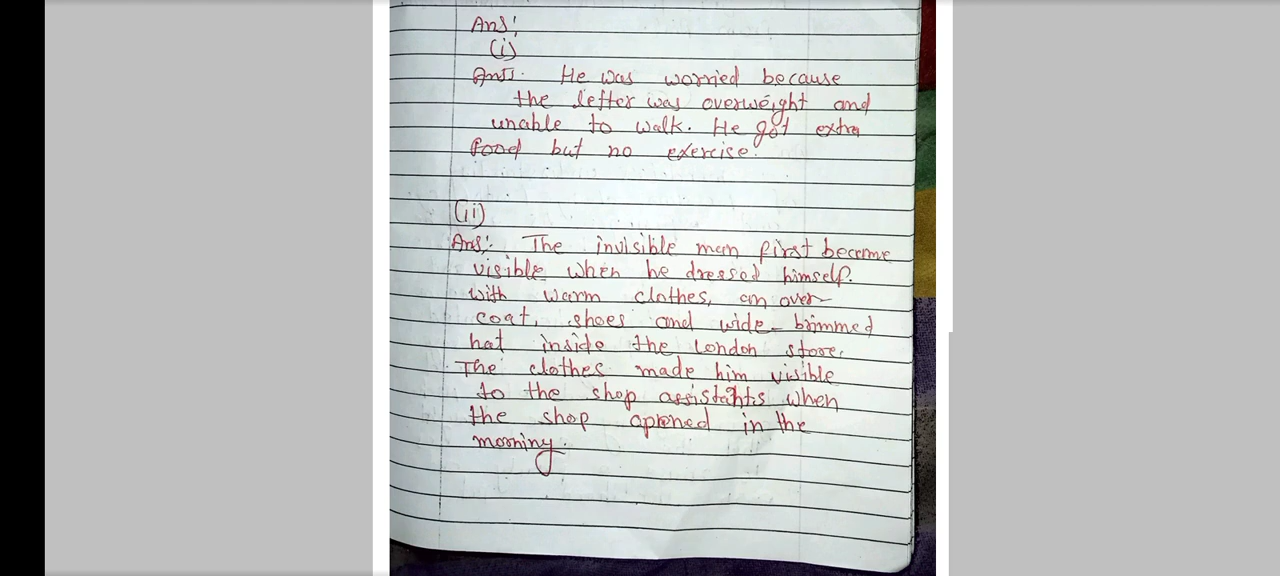 Ans:
(i)
Ans: He was worried because
the letter was overweight and
unable to walk. He got extra
food but no exercise.
(ii)
Ans: The invisible man first became
visible when he dressed himself.
with warm clothes, an over-
coat, shoes and wide-brimmed
hat inside the London store.
The clothes made him visible
to the shop assistahts when
the shop opened in the
morning.